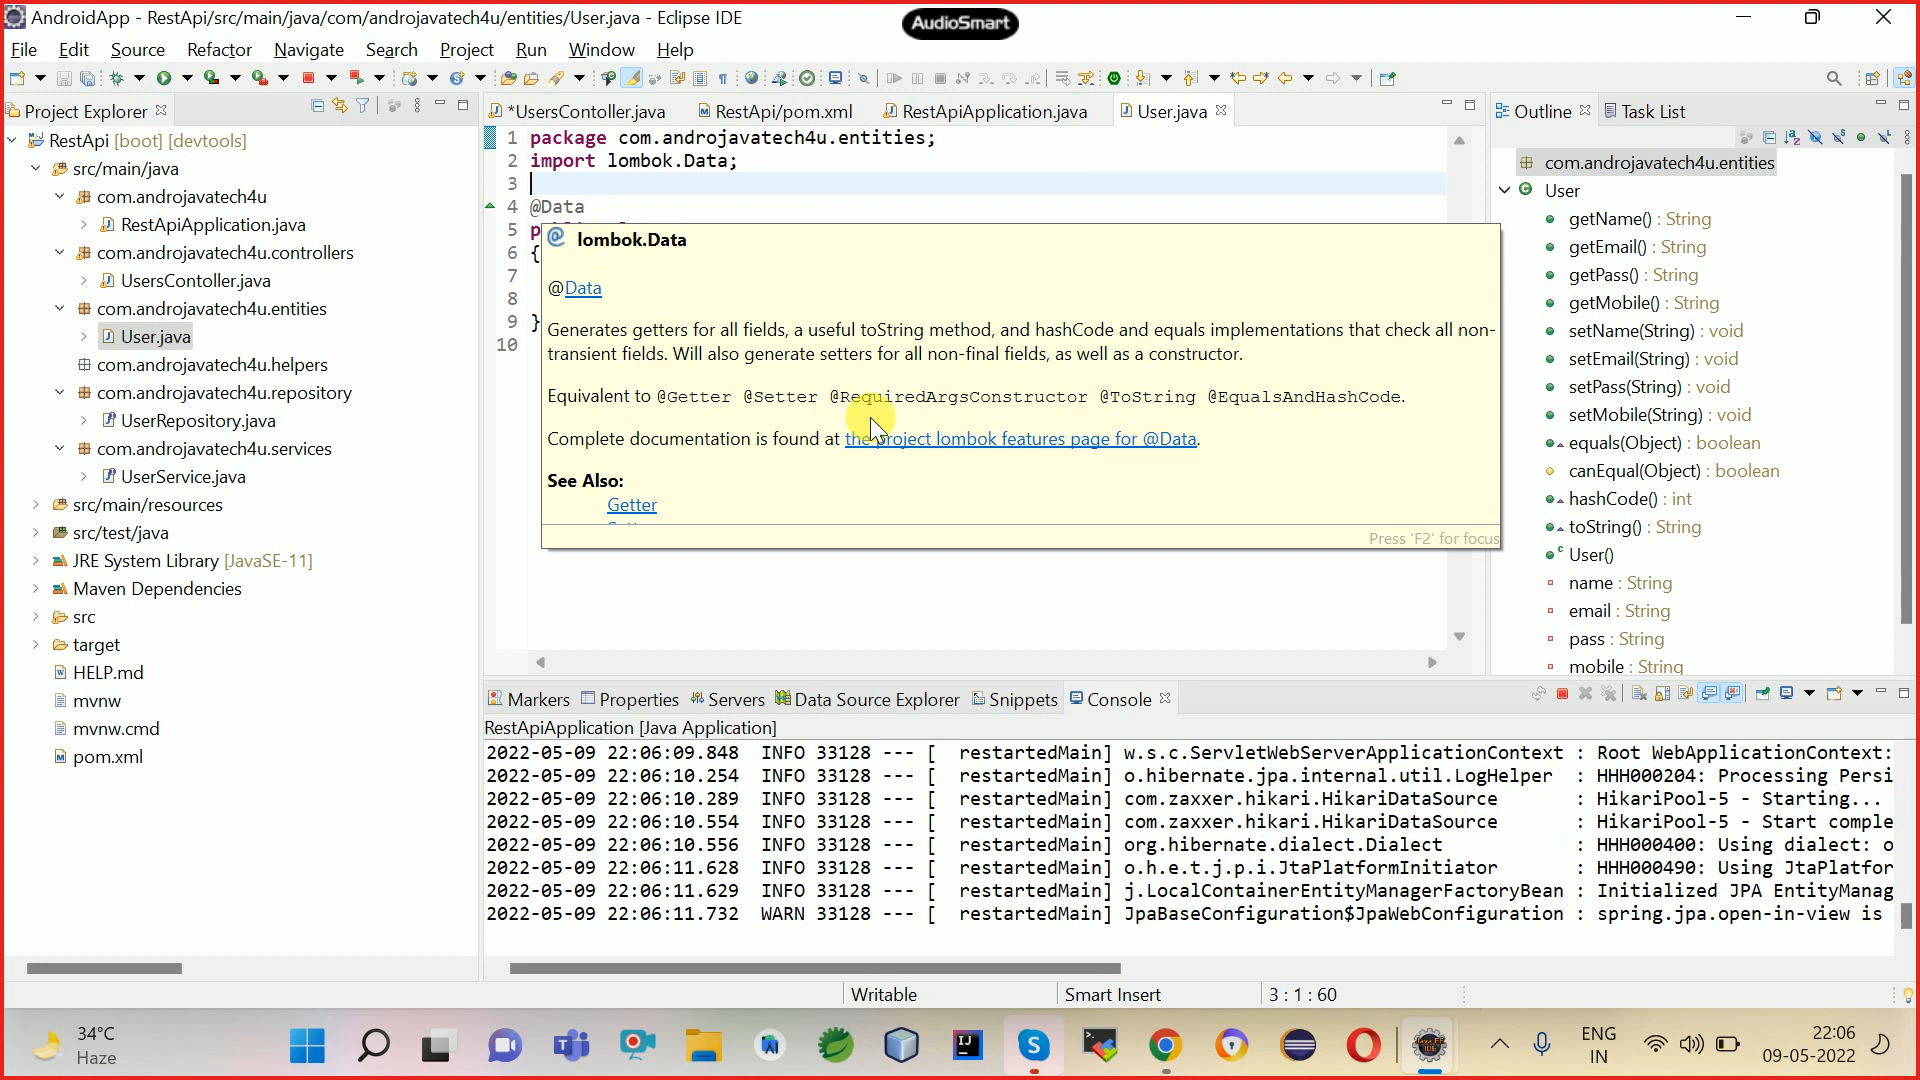 AndroidApp - RestApi/src/main/java/com/androjavatech4u/entities/User.java - Eclipse IDE
AudioSmart
File Edit Source Refactor Navigate Search Project Run Window Help
Project Explorer
RestApi [boot] [devtools]
src/main/java
com.androjavatech4u
RestApiApplication.java
com.androjavatech4u.controllers
UsersContoller.java
com.androjavatech4u.entities
User.java
com.androjavatech4u.helpers
com.androjavatech4u.repository
UserRepository.java
com.androjavatech4u.services
UserService.java
src/main/resources
src/test/java
JRE System Library [JavaSE-11]
Maven Dependencies
src
target
HELP.md
mvnw
mvnw.cmd
pom.xml
*UsersContoller.java RestApi/pom.xml RestApiApplication.java User.java
1 package com.androjavatech4u.entities;
2 import lombok.Data;
3
4 @Data
5 p
6 {
7
8
9 }
10
lombok.Data
@Data
Generates getters for all fields, a useful toString method, and hashCode and equals implementations that check all non-
transient fields. Will also generate setters for all non-final fields, as well as a constructor.
Equivalent to @Getter @Setter @RequiredArgsConstructor @ToString @EqualsAndHashCode.
Complete documentation is found at the project lombok features page for @Data.
See Also:
Getter
Press 'F2' for focus
Outline Task List
com.androjavatech4u.entities
User
getName() : String
getEmail() : String
getPass() : String
getMobile() : String
setName(String) : void
setEmail(String) : void
setPass(String) : void
setMobile(String) : void
equals(Object) : boolean
canEqual(Object) : boolean
hashCode() : int
toString() : String
User()
name : String
email : String
pass : String
mobile : String
Markers Properties Servers Data Source Explorer Snippets Console
RestApiApplication [Java Application]
2022-05-09 22:06:09.848 INFO 33128 --- [ restartedMain] w.s.c.ServletWebServerApplicationContext : Root WebApplicationContext:
2022-05-09 22:06:10.254 INFO 33128 --- [ restartedMain] o.hibernate.jpa.internal.util.LogHelper : HHH000204: Processing Persi
2022-05-09 22:06:10.289 INFO 33128 --- [ restartedMain] com.zaxxer.hikari.HikariDataSource : HikariPool-5 - Starting...
2022-05-09 22:06:10.554 INFO 33128 --- [ restartedMain] com.zaxxer.hikari.HikariDataSource : HikariPool-5 - Start comple
2022-05-09 22:06:10.556 INFO 33128 --- [ restartedMain] org.hibernate.dialect.Dialect : HHH000400: Using dialect: o
2022-05-09 22:06:11.628 INFO 33128 --- [ restartedMain] o.h.e.t.j.p.i.JtaPlatformInitiator : HHH000490: Using JtaPlatfor
2022-05-09 22:06:11.629 INFO 33128 --- [ restartedMain] j.LocalContainerEntityManagerFactoryBean : Initialized JPA EntityManag
2022-05-09 22:06:11.732 WARN 33128 --- [ restartedMain] JpaBaseConfiguration$JpaWebConfiguration : spring.jpa.open-in-view is
Writable Smart Insert 3 : 1 : 60
34°C
Haze
ENG
IN
22:06
09-05-2022